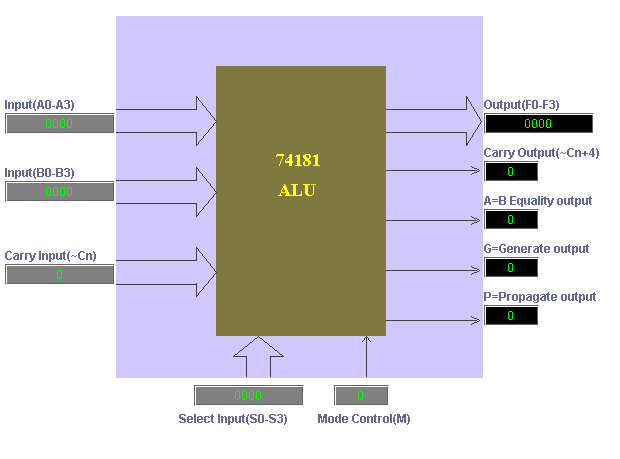 Input(A0-A3)
0000
Input(B0-B3)
0000
Carry Input(~Cn)
0
74181
ALU
Output(F0-F3)
0000
Carry Output(~Cn+4)
0
A=B Equality output
0
G=Generate output
0
P=Propagate output
0
0000
Select Input(S0-S3)
0
Mode Control(M)